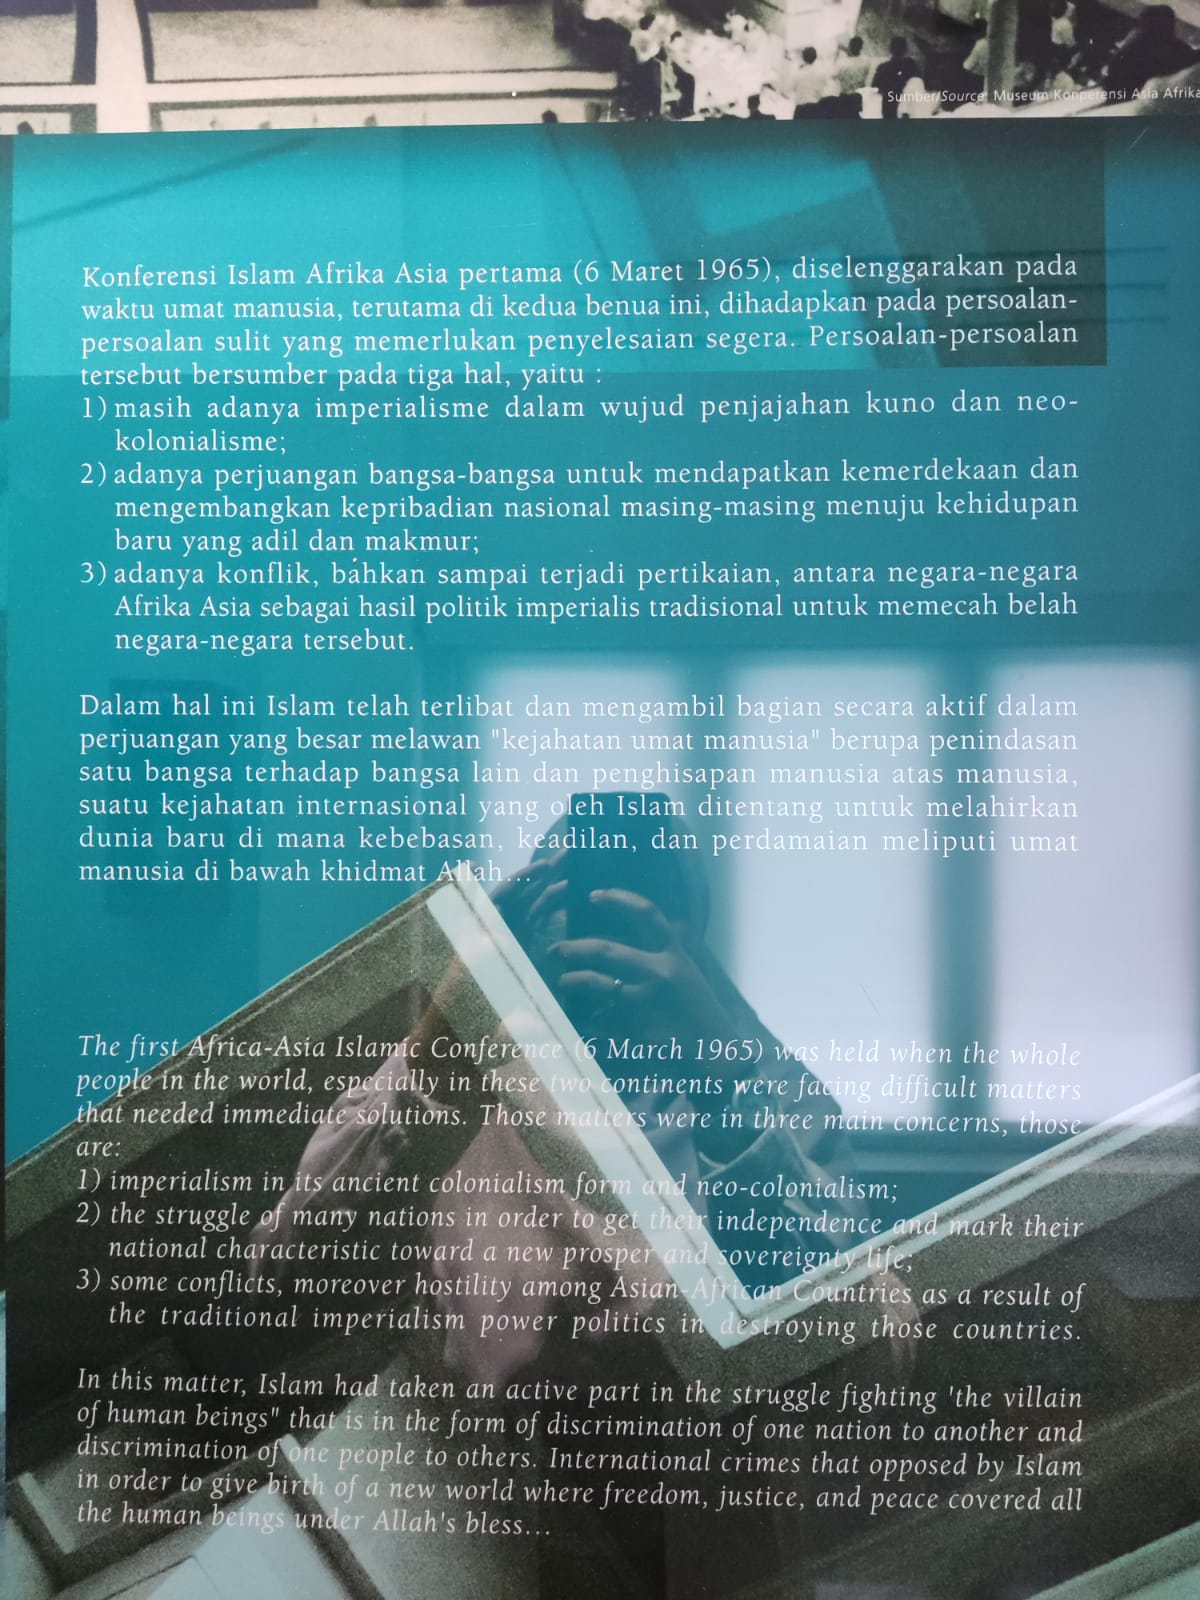 Sumber/Source: Museum Konperensi Asia Afrika
Konferensi Islam Afrika Asia pertama (6 Maret 1965), diselenggarakan pada
waktu umat manusia, terutama di kedua benua ini, dihadapkan pada persoalan-
persoalan sulit yang memerlukan penyelesaian segera. Persoalan-persoalan
tersebut bersumber pada tiga hal, yaitu :
1) masih adanya imperialisme dalam wujud penjajahan kuno dan neo-
kolonialisme;
2) adanya perjuangan bangsa-bangsa untuk mendapatkan kemerdekaan dan
mengembangkan kepribadian nasional masing-masing menuju kehidupan
baru yang adil dan makmur;
3) adanya konflik, bahkan sampai terjadi pertikaian, antara negara-negara
Afrika Asia sebagai hasil politik imperialis tradisional untuk memecah belah
negara-negara tersebut.
Dalam hal ini Islam telah terlibat dan mengambil bagian secara aktif dalam
perjuangan yang besar melawan "kejahatan umat manusia" berupa penindasan
satu bangsa terhadap bangsa lain dan penghisapan manusia atas manusia,
suatu kejahatan internasional yang oleh Islam ditentang untuk melahirkan
dunia baru di mana kebebasan, keadilan, dan perdamaian meliputi umat
manusia di bawah khidmat Allah...
The first Africa-Asia Islamic Conference (6 March 1965) was held when the whole
people in the world, especially in these two continents were facing difficult matters
that needed immediate solutions. Those matters were in three main concerns, those
are:
1) imperialism in its ancient colonialism form and neo-colonialism;
2) the struggle of many nations in order to get their independence and mark their
national characteristic toward a new prosper and sovereignty life;
3) some conflicts, moreover hostility among Asian-African Countries as a result of
the traditional imperialism power politics in destroying those countries.
In this matter, Islam had taken an active part in the struggle fighting 'the villain
of human beings" that is in the form of discrimination of one nation to another and
discrimination of one people to others. International crimes that opposed by Islam
in order to give birth of a new world where freedom, justice, and peace covered all
the human beings under Allah's bless...